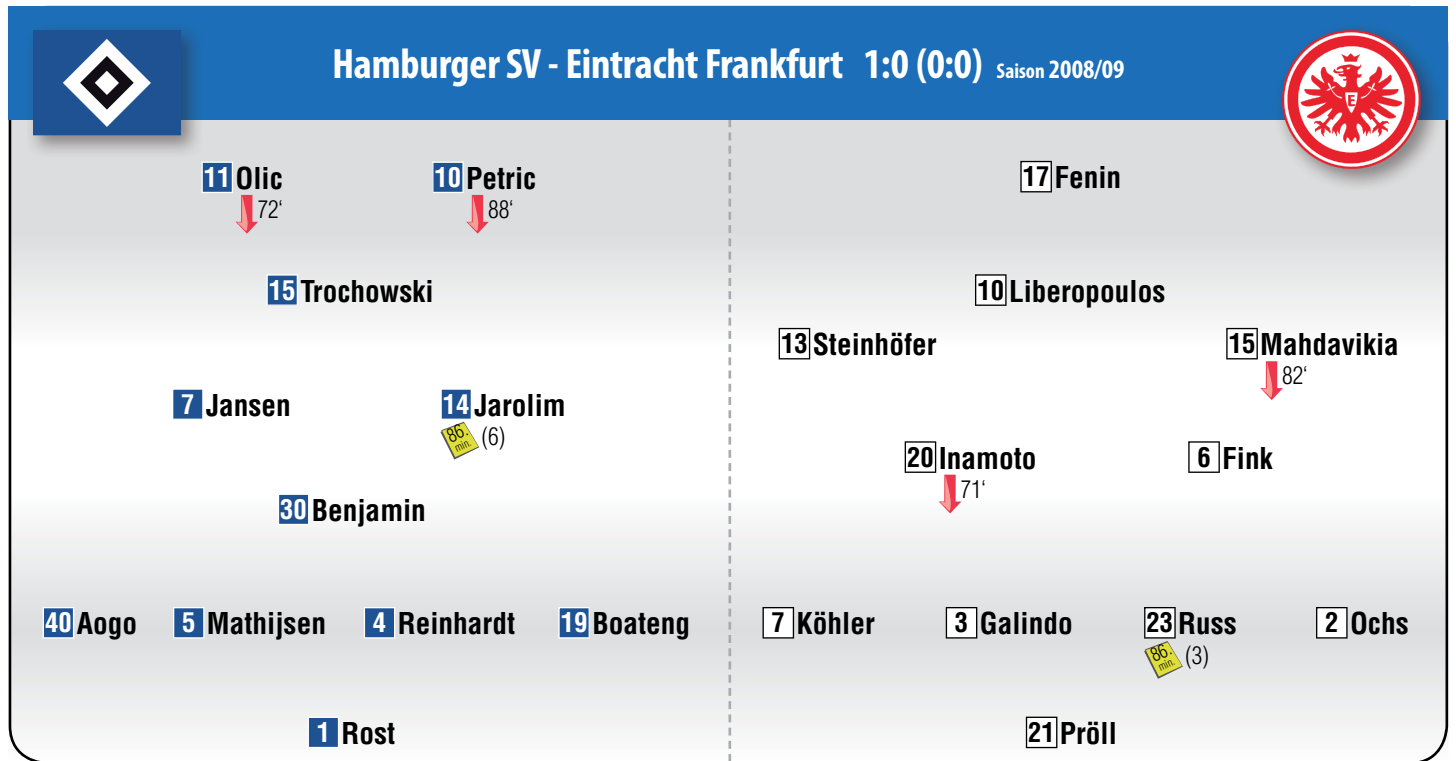 Hamburger SV - Eintracht Frankfurt 1:0 (0:0) Saison 2008/09
E
11 Olic
72‘
10 Petric
88‘
15 Trochowski
7 Jansen
14 Jarolim
86. min. (6)
30 Benjamin
40 Aogo
5 Mathijsen
4 Reinhardt
19 Boateng
1 Rost
17 Fenin
10 Liberopoulos
13 Steinhöfer
15 Mahdavikia
82‘
20 Inamoto
71‘
6 Fink
7 Köhler
3 Galindo
23 Russ
86. min. (3)
2 Ochs
21 Pröll